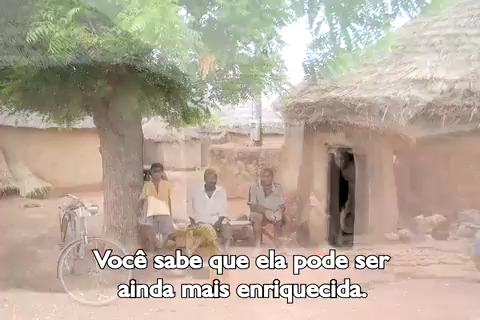 Você sabe que ela pode ser
ainda mais enriquecida.